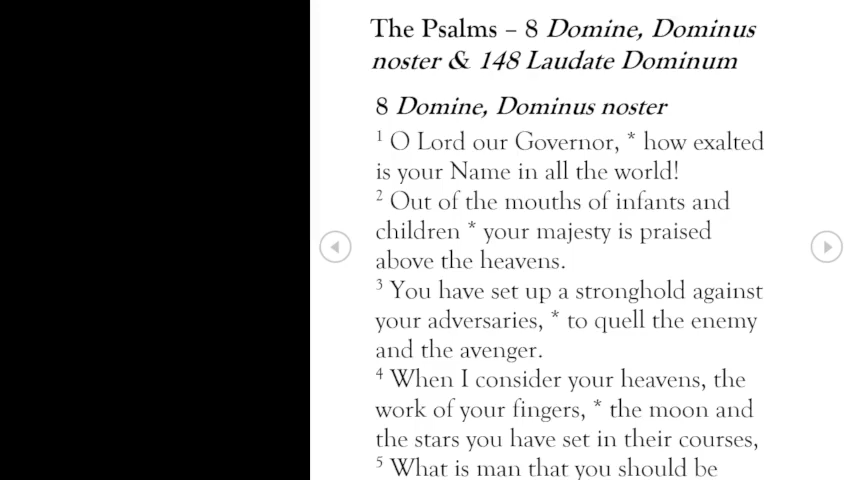 The Psalms – 8 Domine, Dominus
noster & 148 Laudate Dominum
8 Domine, Dominus noster
1 O Lord our Governor, * how exalted
is your Name in all the world!
2 Out of the mouths of infants and
children * your majesty is praised
above the heavens.
3 You have set up a stronghold against
your adversaries, * to quell the enemy
and the avenger.
4 When I consider your heavens, the
work of your fingers, * the moon and
the stars you have set in their courses,
5 What is man that you should be